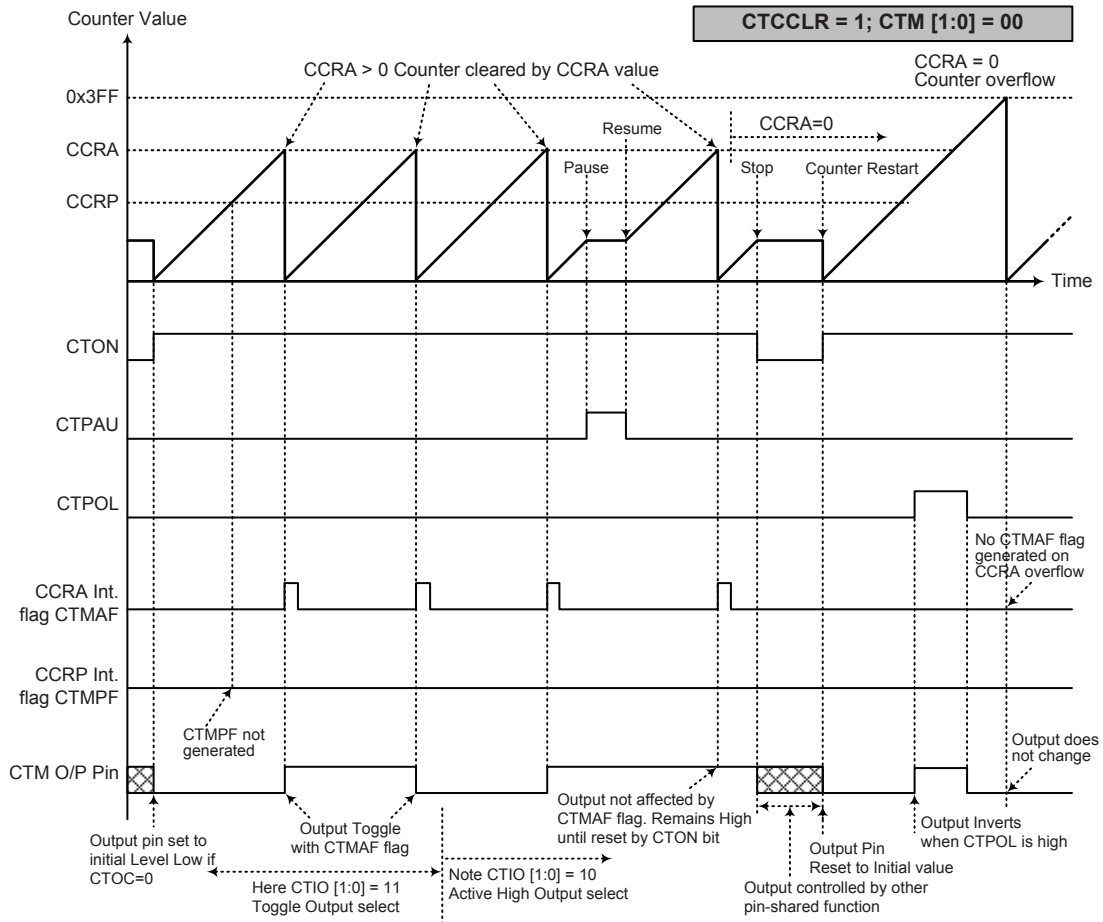 Counter Value
CTCCLR = 1; CTM [1:0] = 00
CCRA > 0 Counter cleared by CCRA value
CCRA = 0
Counter overflow
0x3FF
CCRA=0
Resume
CCRA
Pause
Stop
Counter Restart
CCRP
Time
CTON
CTPAU
CTPOL
No CTMAF flag
generated on
CCRA overflow
CCRA Int.
flag CTMAF
CCRP Int.
flag CTMPF
CTMPF not
generated
CTM O/P Pin
Output does
not change
Output pin set to
initial Level Low if
CTOC=0
Output Toggle
with CTMAF flag
Output not affected by
CTMAF flag. Remains High
until reset by CTON bit
Output Inverts
when CTPOL is high
Output Pin
Reset to Initial value
Here CTIO [1:0] = 11
Toggle Output select
Note CTIO [1:0] = 10
Active High Output select
Output controlled by other
pin-shared function